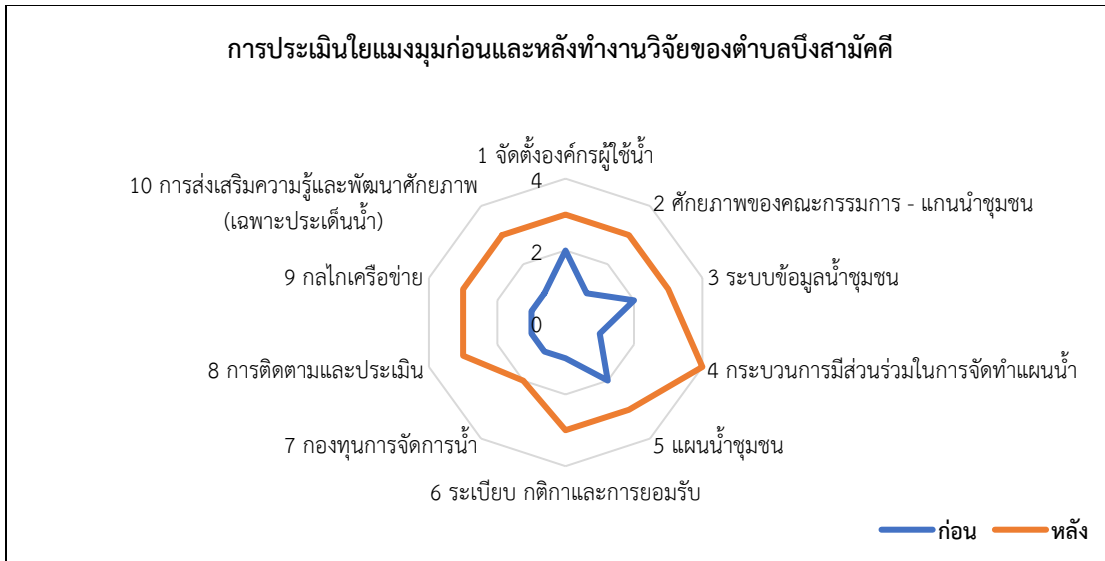 การประเมินใยแมงมุมก่อนและหลังทำงานวิจัยของตำบลบึงสามัคคี
1 จัดตั้งองค์กรผู้ใช้น้ำ
2 ศักยภาพของคณะกรรมการ - แกนนำชุมชน
3 ระบบข้อมูลน้ำชุมชน
4 กระบวนการมีส่วนร่วมในการจัดทำแผนน้ำ
5 แผนน้ำชุมชน
6 ระเบียบ กติกาและการยอมรับ
7 กองทุนการจัดการน้ำ
8 การติดตามและประเมิน
9 กลไกเครือข่าย
10 การส่งเสริมความรู้และพัฒนาศักยภาพ
(เฉพาะประเด็นน้ำ)
4
2
0
ก่อน
หลัง